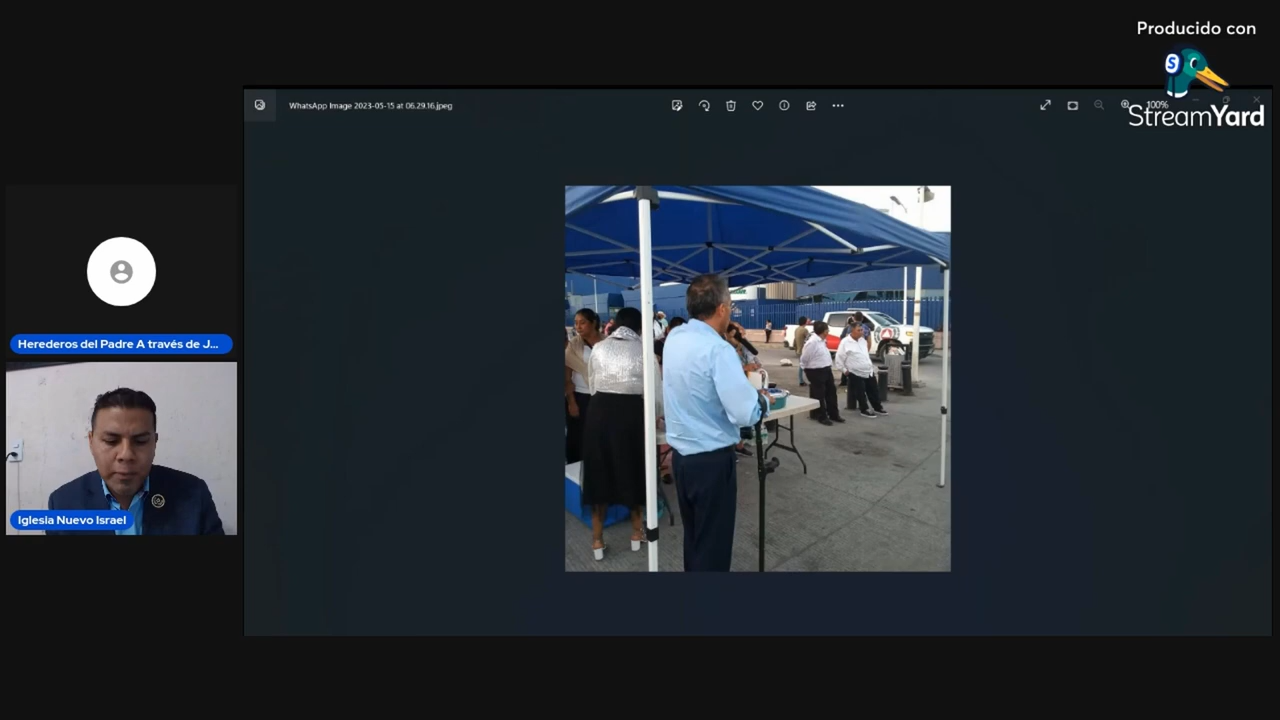 Producido con
StreamYard
WhatsApp Image 2023-05-15 at 06.29.16.jpeg
100%
Herederos del Padre A través de J...
Iglesia Nuevo Israel